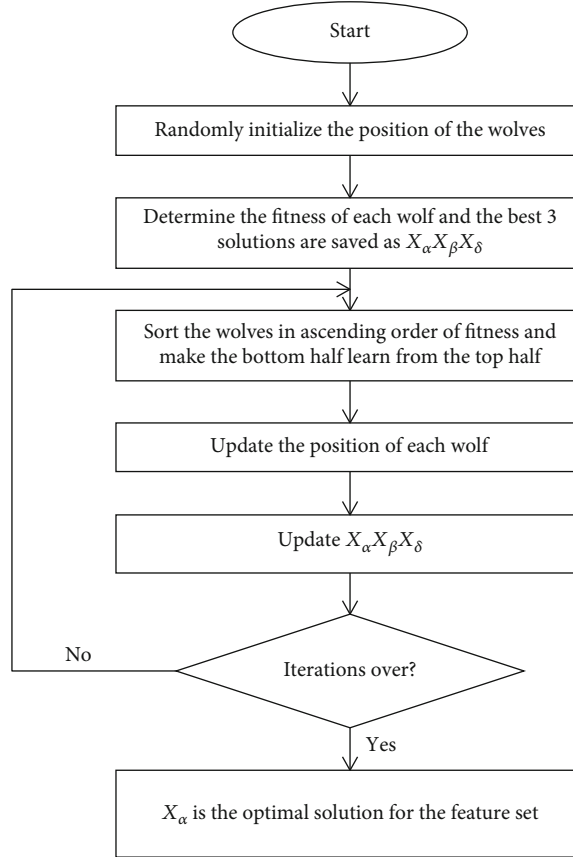 Start
Randomly initialize the position of the wolves
Determine the fitness of each wolf and the best 3
solutions are saved as XαXβXδ
Sort the wolves in ascending order of fitness and
make the bottom half learn from the top half
Update the position of each wolf
Update XαXβXδ
No
Iterations over?
Yes
Xα is the optimal solution for the feature set